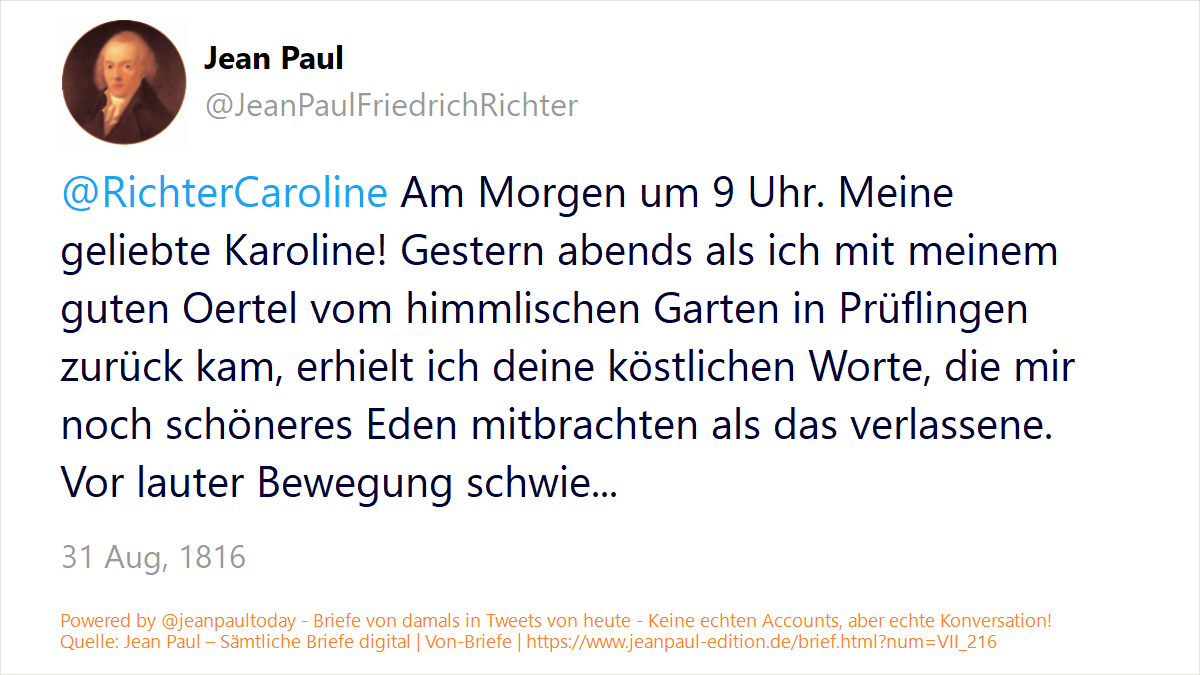 Jean Paul
@JeanPaulFriedrichRichter
@RichterCaroline Am Morgen um 9 Uhr. Meine
geliebte Karoline! Gestern abends als ich mit meinem
guten Oertel vom himmlischen Garten in Prüflingen
zurück kam, erhielt ich deine köstlichen Worte, die mir
noch schöneres Eden mitbrachten als das verlassene.
Vor lauter Bewegung schwie...
31 Aug, 1816
Powered by @jeanpaultoday - Briefe von damals in Tweets von heute - Keine echten Accounts, aber echte Konversation!
Quelle: Jean Paul – Sämtliche Briefe digital | Von-Briefe | https://www.jeanpaul-edition.de/brief.html?num=VII_216